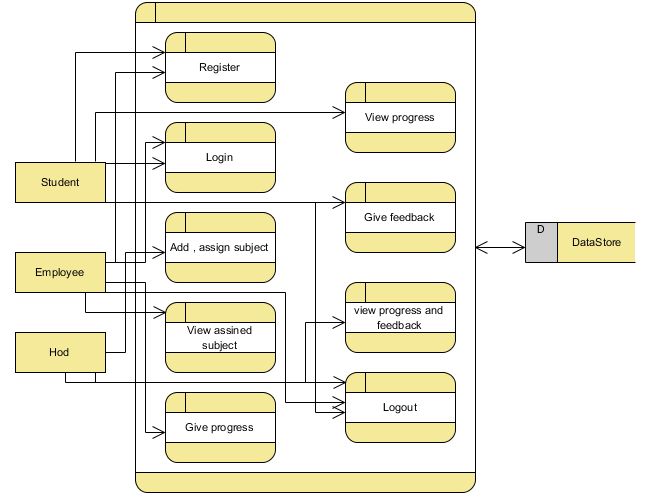 Register
View progress
Login
Student
Give feedback
D
DataStore
Add , assign subject
Employee
View assined
subject
view progress and
feedback
Hod
Give progress
Logout